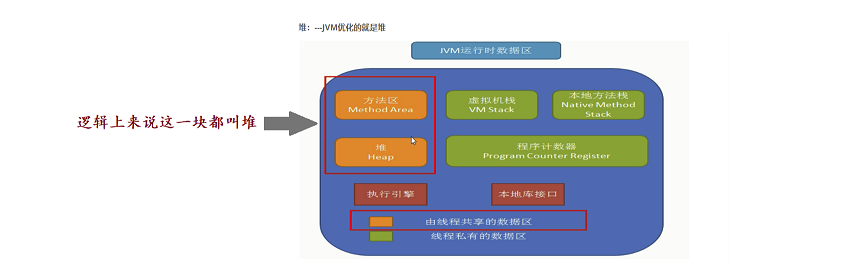 堆：---JVM优化的就是堆
JVM运行时数据区
方法区
Method Area
虚拟机栈
VM Stack
本地方法栈
Native Method
Stack
逻辑上来说这一块都叫堆
堆
Heap
程序计数器
Program Counter Register
执行引擎
本地库接口
由线程共享的数据区
线程私有的数据区